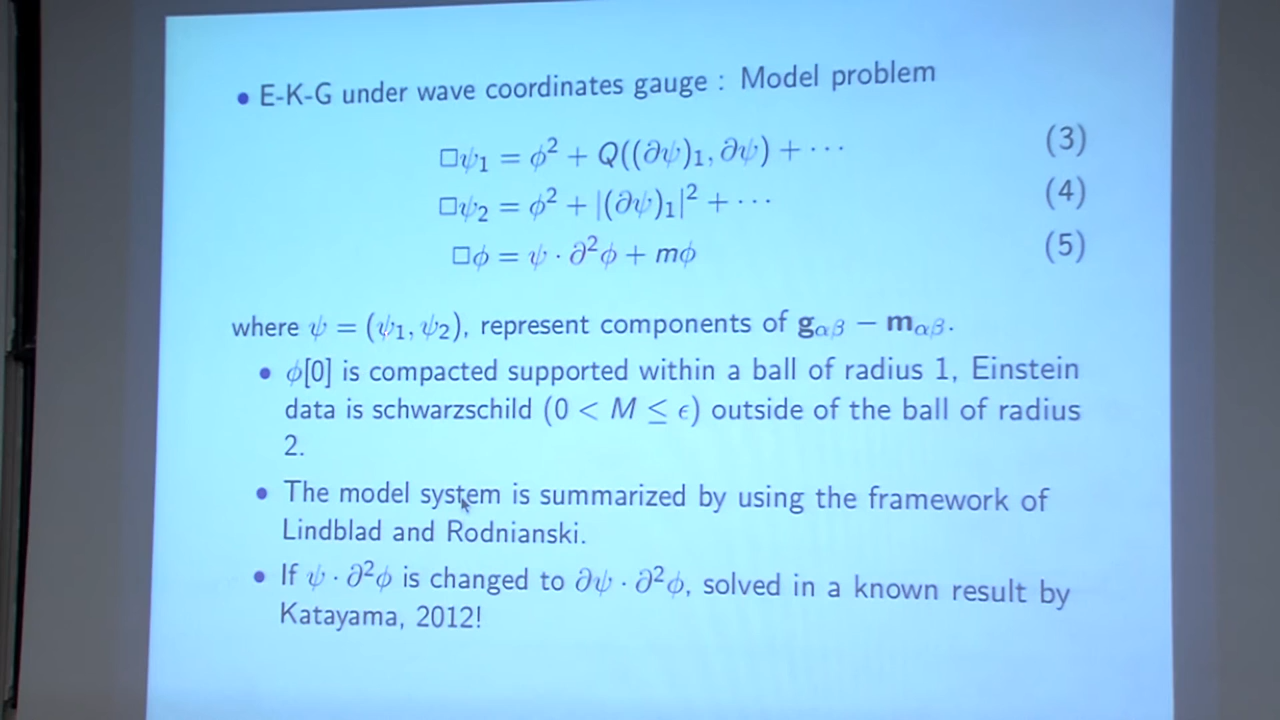 • E-K-G under wave coordinates gauge : Model problem
□ψ₁ = ϕ² + Q((∂ψ)₁, ∂ψ) + ··· (3)
□ψ₂ = ϕ² + |(∂ψ)₁|² + ··· (4)
□ϕ = ψ · ∂²ϕ + mϕ (5)
where ψ = (ψ₁, ψ₂), represent components of g_αβ − m_αβ.
• ϕ[0] is compacted supported within a ball of radius 1, Einstein
data is schwarzschild (0 < M ≤ ϵ) outside of the ball of radius
2.
• The model system is summarized by using the framework of
Lindblad and Rodnianski.
• If ψ · ∂²ϕ is changed to ∂ψ · ∂²ϕ, solved in a known result by
Katayama, 2012!